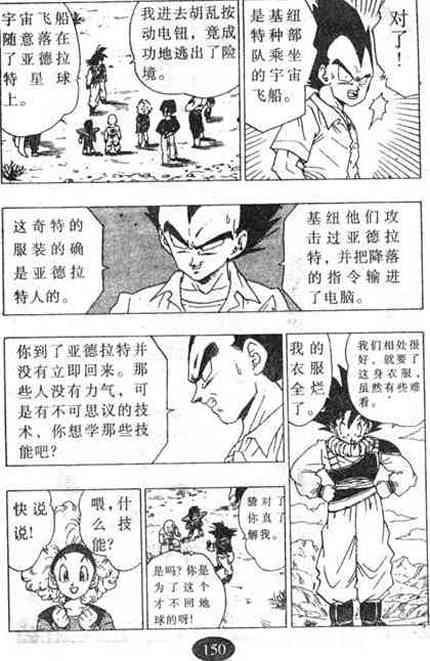 对了！
是基纽
特种部
队乘坐
的宇宙
飞船。
我进去胡乱按
动电钮，竟成
功地逃出了险
境。
宇宙飞船
随意落在
了亚德拉
特星球
上。
基纽他们攻
击过亚德拉
特，并把降落
的指令输进
了电脑。
这奇特的
服装的确
是亚德拉
特人的。
我们相处很
好，就要了
这身衣服，
虽然有些难
看。
我的
衣服
全烂
了。
你到了亚德拉特并
没有立即回来。那
些人没有力气，可
是有不可思议的技
术，你想学那些技
能吧？
对了
你真了
解我。
是吗？你是
为了这个
才不回地
球的呀！
喂，什
么技
能？
快说
说！
150